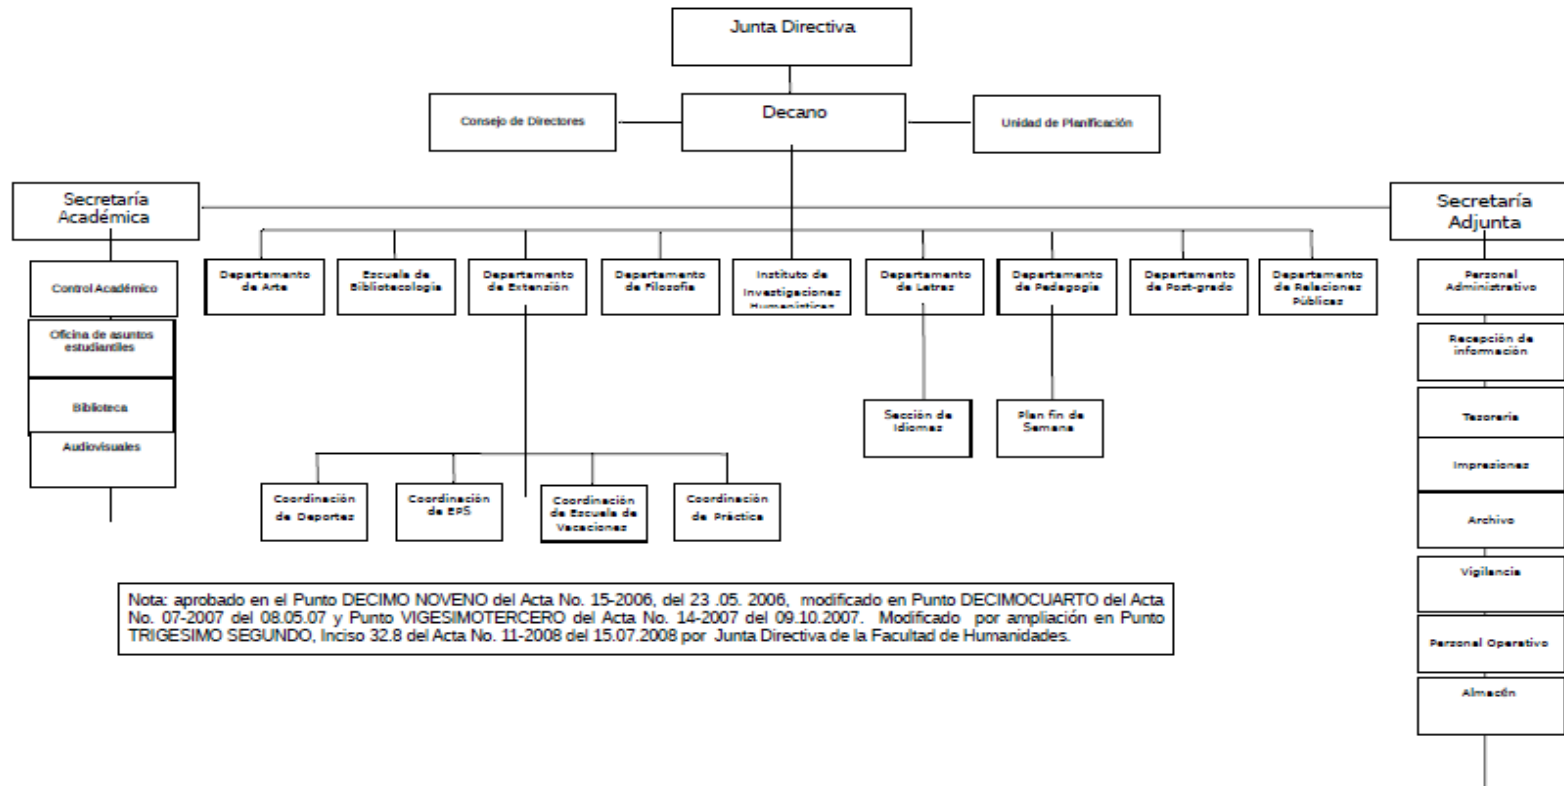 Junta Directiva
Consejo de Directores
Decano
Unidad de Planificación
Secretaría
Académica
Secretaría
Adjunta
Control Académico
Oficina de asuntos
estudiantiles
Biblioteca
Audiovisuales
Departamento
de Arte
Escuela de
Bibliotecología
Departamento
de Extensión
Departamento
de Filosofía
Instituto de
Investigaciones
Humanísticas
Departamento
de Letras
Departamento
de Pedagogía
Departamento
de Post-grado
Departamento
de Relaciones
Públicas
Sección de
Idiomas
Plan fin de
Semana
Coordinación
de Deportes
Coordinación
de EPS
Coordinación
de Escuela de
Vacaciones
Coordinación
de Práctica
Personal
Administrativo
Recepción de
información
Tesorería
Impresiones
Archivo
Vigilancia
Personal Operativo
Almacén
Nota: aprobado en el Punto DECIMO NOVENO del Acta No. 15-2006, del 23 .05. 2006, modificado en Punto DECIMOCUARTO del Acta
No. 07-2007 del 08.05.07 y Punto VIGESIMOTERCERO del Acta No. 14-2007 del 09.10.2007. Modificado por ampliación en Punto
TRIGESIMO SEGUNDO, Inciso 32.8 del Acta No. 11-2008 del 15.07.2008 por Junta Directiva de la Facultad de Humanidades.